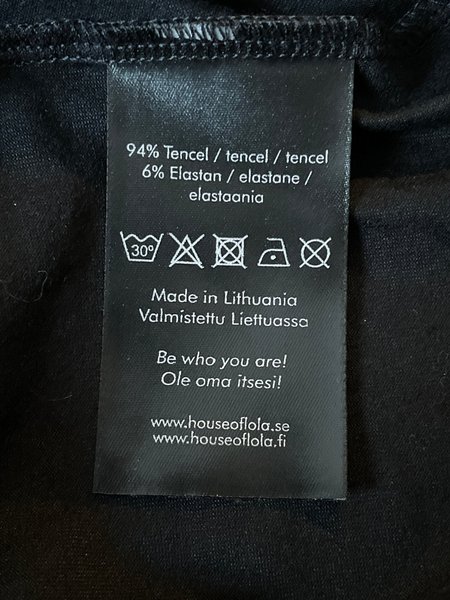 94% Tencel / tencel / tencel
6% Elastan / elastane /
elastaania
30°
Made in Lithuania
Valmistettu Liettuassa
Be who you are!
Ole oma itsesi!
www.houseoflola.se
www.houseoflola.fi